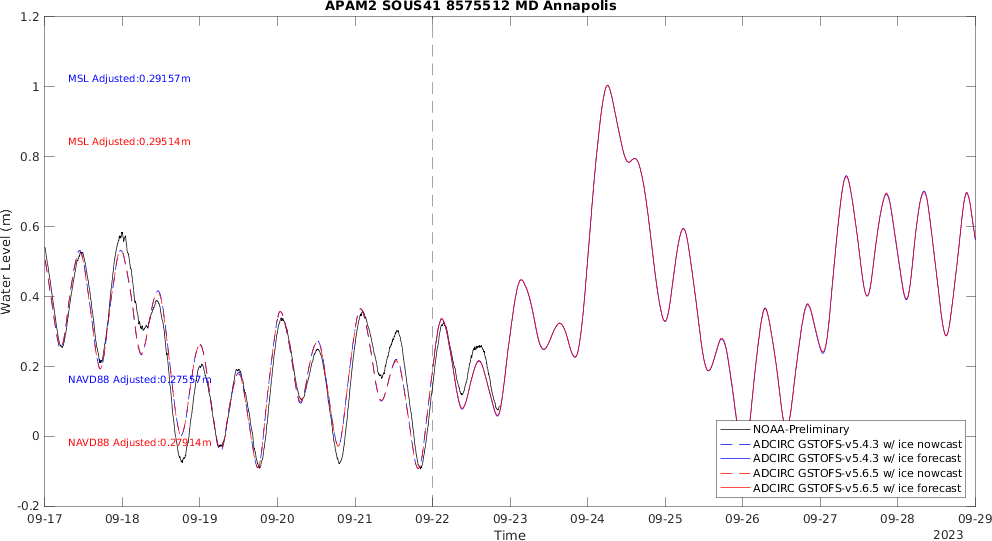 APAM2 SOUS41 8575512 MD Annapolis
1.2
1
0.8
0.6
0.4
0.2
0
-0.2
Water Level (m)
MSL Adjusted:0.29157m
MSL Adjusted:0.29514m
NAVD88 Adjusted:0.27557m
NAVD88 Adjusted:0.27914m
NOAA-Preliminary
ADCIRC GSTOFS-v5.4.3 w/ ice nowcast
ADCIRC GSTOFS-v5.4.3 w/ ice forecast
ADCIRC GSTOFS-v5.6.5 w/ ice nowcast
ADCIRC GSTOFS-v5.6.5 w/ ice forecast
09-17 09-18 09-19 09-20 09-21 09-22 09-23 09-24 09-25 09-26 09-27 09-28 09-29
Time
2023